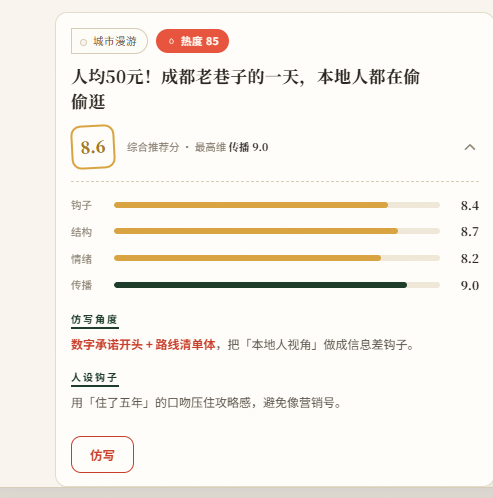 城市漫游
热度 85
人均50元！成都老巷子的一天，本地人都在偷
偷逛
8.6 综合推荐分 · 最高维 传播 9.0
钩子 8.4
结构 8.7
情绪 8.2
传播 9.0
仿写角度
数字承诺开头 + 路线清单体，把「本地人视角」做成信息差钩子。
人设钩子
用「住了五年」的口吻压住攻略感，避免像营销号。
仿写